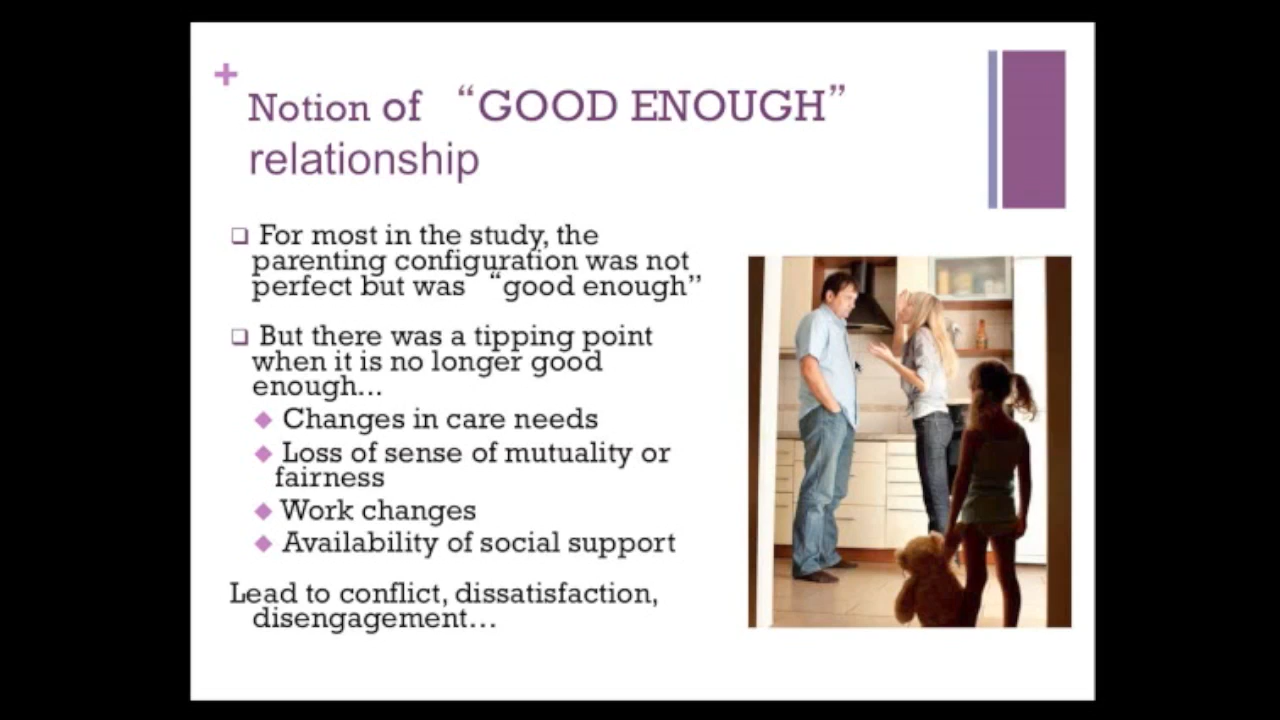 +
Notion of “GOOD ENOUGH”
relationship
❑ For most in the study, the
parenting configuration was not
perfect but was “good enough”
❑ But there was a tipping point
when it is no longer good
enough...
◆ Changes in care needs
◆ Loss of sense of mutuality or
fairness
◆ Work changes
◆ Availability of social support
Lead to conflict, dissatisfaction,
disengagement...